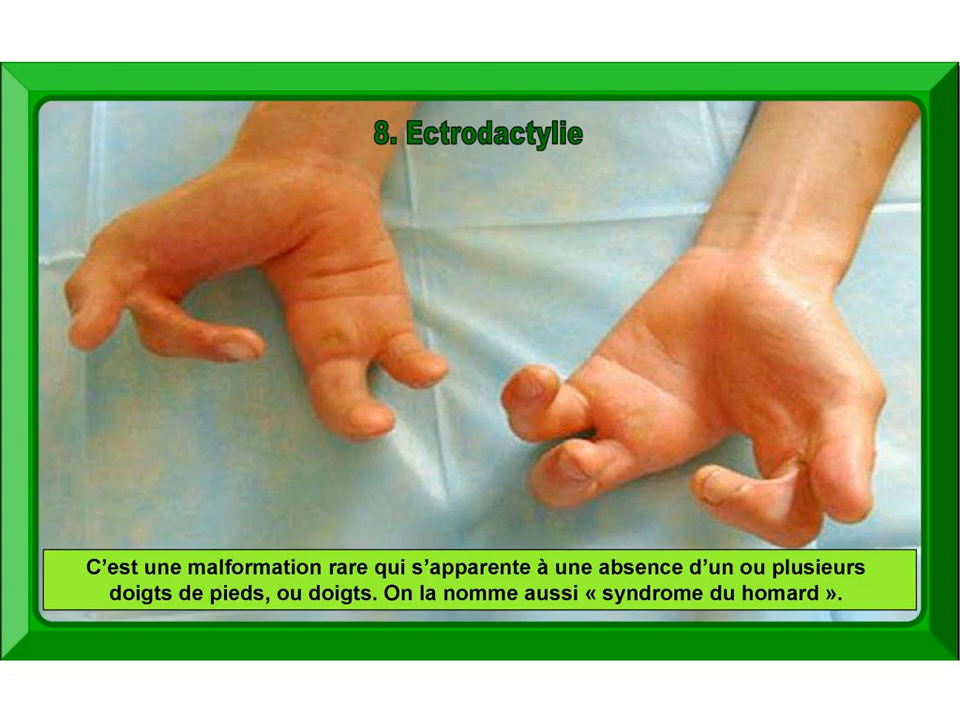 8. Ectrodactylie
C’est une malformation rare qui s’apparente à une absence d’un ou plusieurs
doigts de pieds, ou doigts. On la nomme aussi « syndrome du homard ».